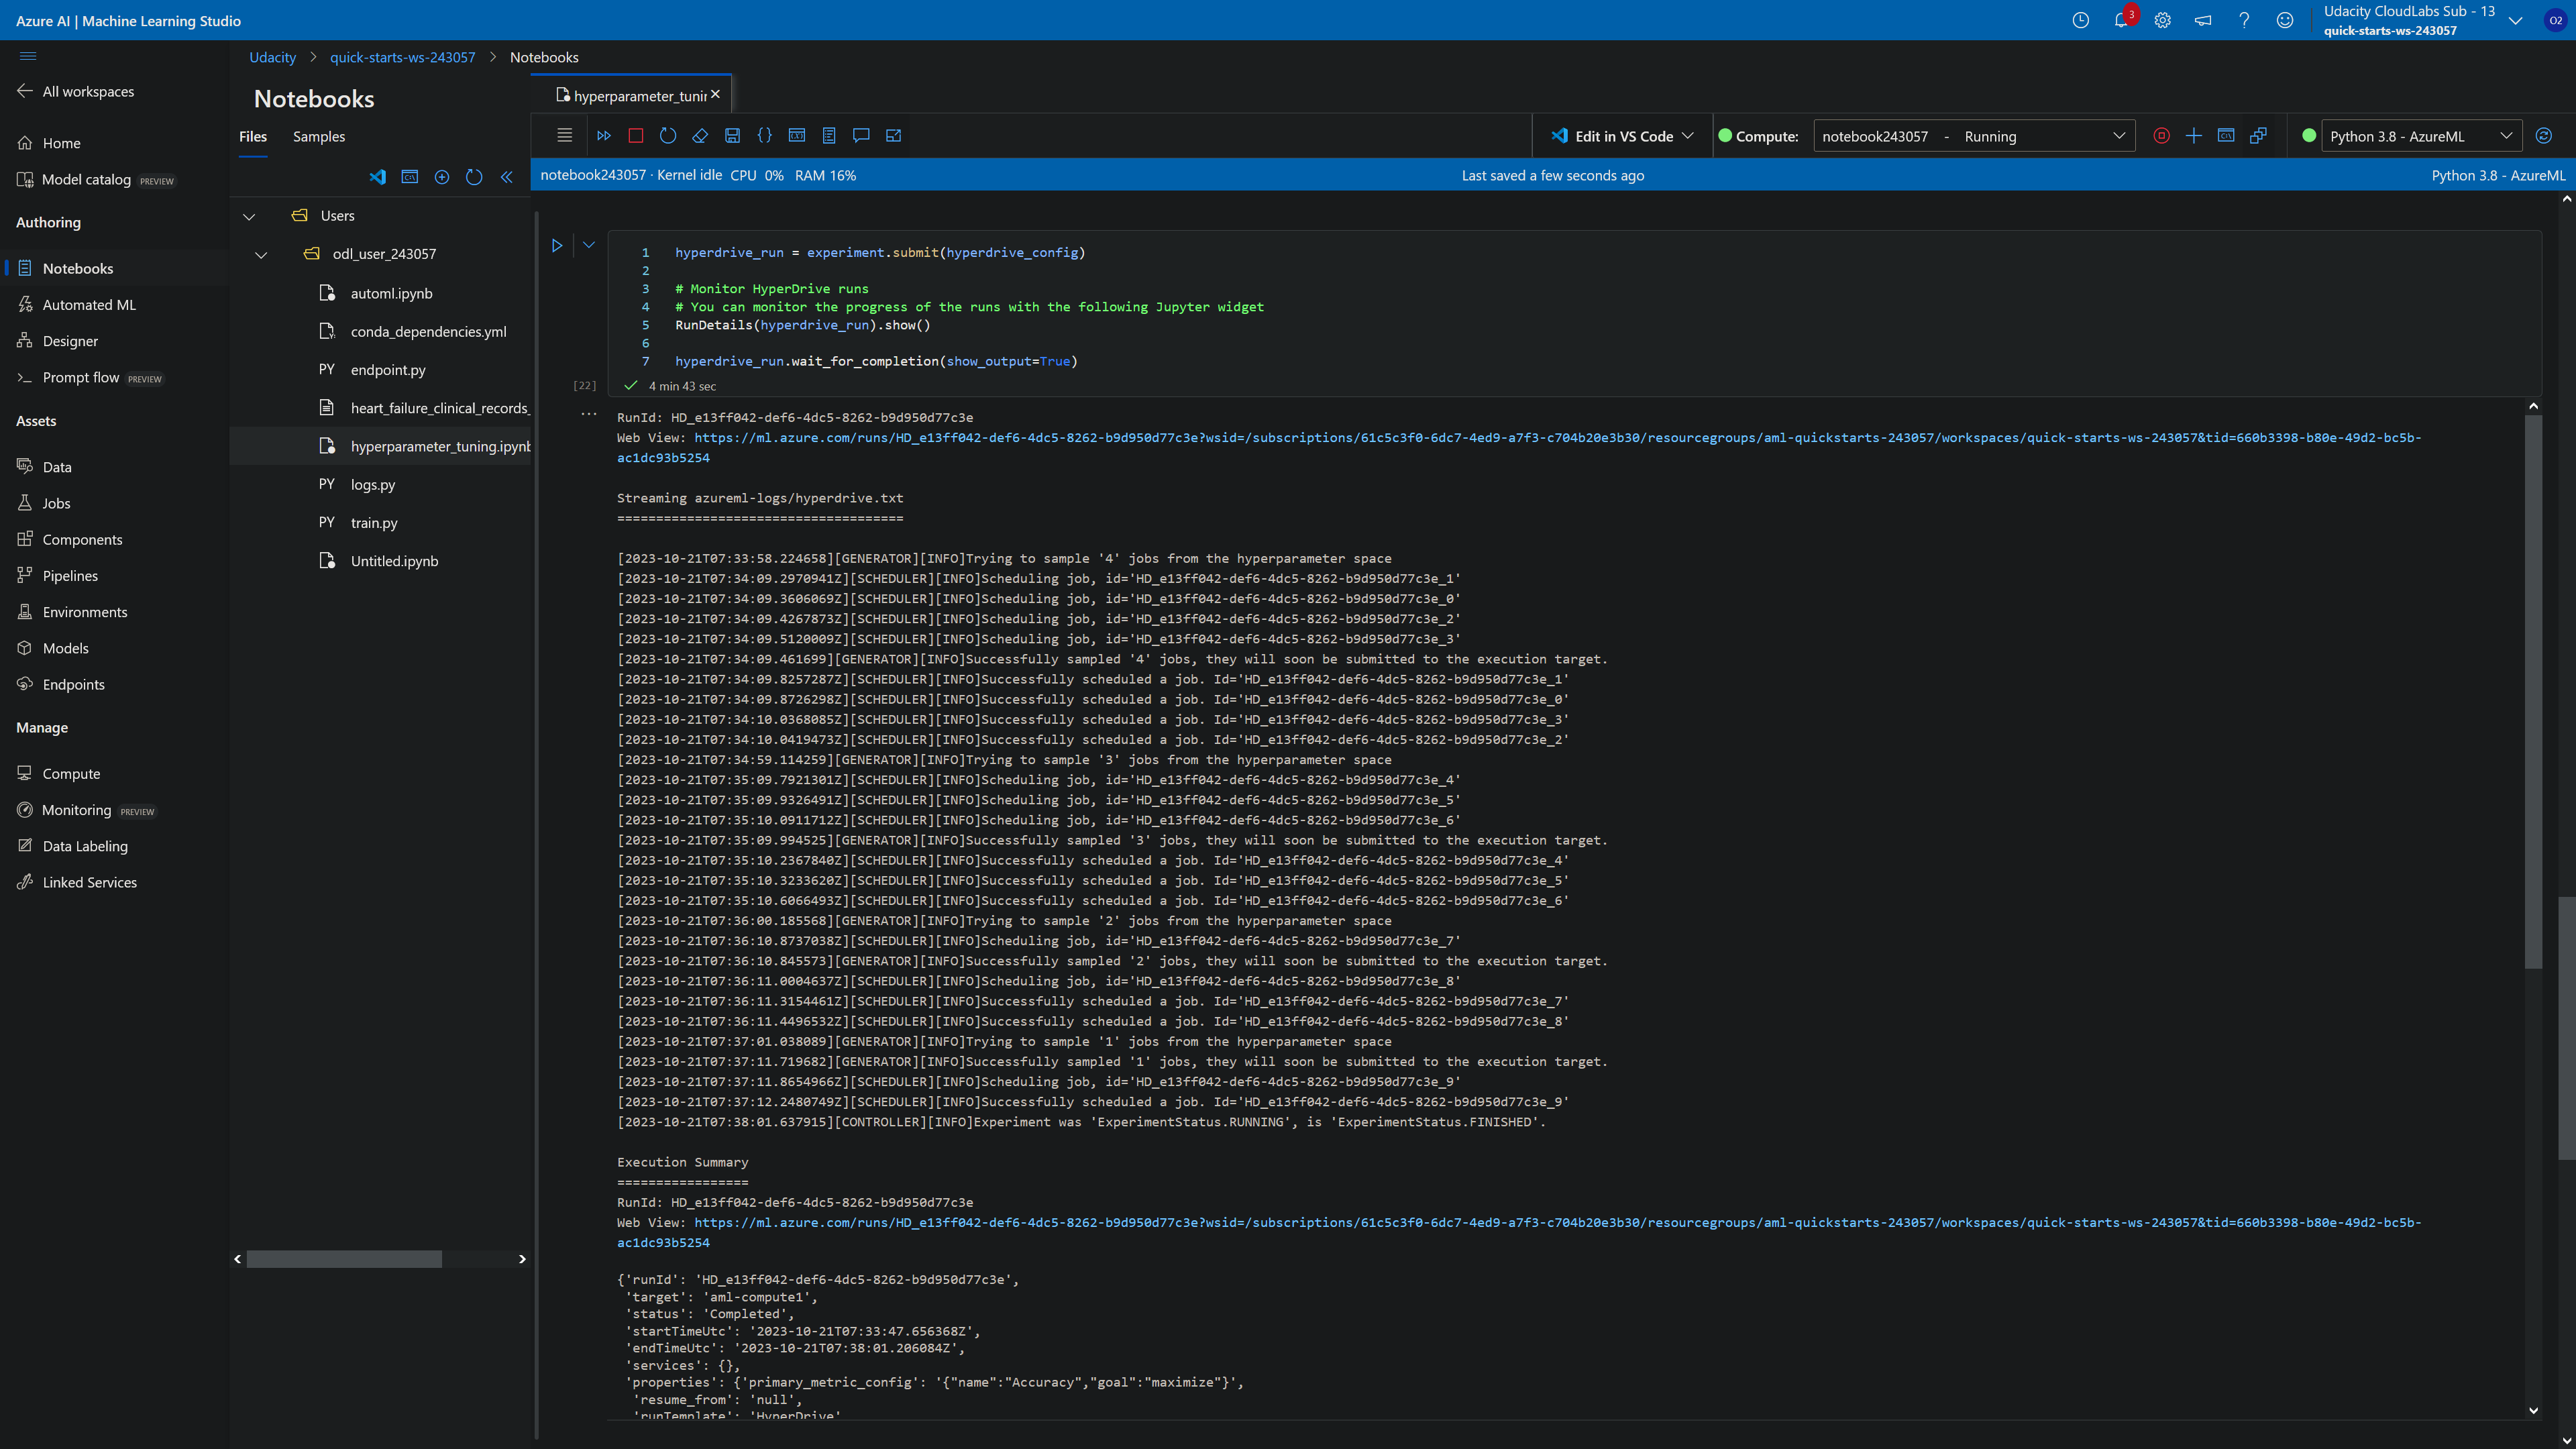 Azure AI | Machine Learning Studio
3
Udacity CloudLabs Sub - 13
quick-starts-ws-243057
O2
Udacity > quick-starts-ws-243057 > Notebooks
All workspaces
Home
Model catalog PREVIEW
Authoring
Notebooks
Automated ML
Designer
Prompt flow PREVIEW
Assets
Data
Jobs
Components
Pipelines
Environments
Models
Endpoints
Manage
Compute
Monitoring PREVIEW
Data Labeling
Linked Services
Notebooks
Files Samples
Users
odl_user_243057
automl.ipynb
conda_dependencies.yml
PY endpoint.py
heart_failure_clinical_records_
hyperparameter_tuning.ipynb
PY logs.py
PY train.py
Untitled.ipynb
hyperparameter_tunir
Edit in VS Code
Compute: notebook243057 - Running
Python 3.8 - AzureML
notebook243057 · Kernel idle CPU 0% RAM 16%
Last saved a few seconds ago
Python 3.8 - AzureML
1 hyperdrive_run = experiment.submit(hyperdrive_config)
2
3 # Monitor HyperDrive runs
4 # You can monitor the progress of the runs with the following Jupyter widget
5 RunDetails(hyperdrive_run).show()
6
7 hyperdrive_run.wait_for_completion(show_output=True)
[22] 4 min 43 sec
RunId: HD_e13ff042-def6-4dc5-8262-b9d950d77c3e
Web View: https://ml.azure.com/runs/HD_e13ff042-def6-4dc5-8262-b9d950d77c3e?wsid=/subscriptions/61c5c3f0-6dc7-4ed9-a7f3-c704b20e3b30/resourcegroups/aml-quickstarts-243057/workspaces/quick-starts-ws-243057&tid=660b3398-b80e-49d2-bc5b-
ac1dc93b5254
Streaming azureml-logs/hyperdrive.txt
=====================================
[2023-10-21T07:33:58.224658][GENERATOR][INFO]Trying to sample '4' jobs from the hyperparameter space
[2023-10-21T07:34:09.2970941Z][SCHEDULER][INFO]Scheduling job, id='HD_e13ff042-def6-4dc5-8262-b9d950d77c3e_1'
[2023-10-21T07:34:09.3606069Z][SCHEDULER][INFO]Scheduling job, id='HD_e13ff042-def6-4dc5-8262-b9d950d77c3e_0'
[2023-10-21T07:34:09.4267873Z][SCHEDULER][INFO]Scheduling job, id='HD_e13ff042-def6-4dc5-8262-b9d950d77c3e_2'
[2023-10-21T07:34:09.5120009Z][SCHEDULER][INFO]Scheduling job, id='HD_e13ff042-def6-4dc5-8262-b9d950d77c3e_3'
[2023-10-21T07:34:09.461699][GENERATOR][INFO]Successfully sampled '4' jobs, they will soon be submitted to the execution target.
[2023-10-21T07:34:09.8257287Z][SCHEDULER][INFO]Successfully scheduled a job. Id='HD_e13ff042-def6-4dc5-8262-b9d950d77c3e_1'
[2023-10-21T07:34:09.8726298Z][SCHEDULER][INFO]Successfully scheduled a job. Id='HD_e13ff042-def6-4dc5-8262-b9d950d77c3e_0'
[2023-10-21T07:34:10.0368085Z][SCHEDULER][INFO]Successfully scheduled a job. Id='HD_e13ff042-def6-4dc5-8262-b9d950d77c3e_3'
[2023-10-21T07:34:10.0419473Z][SCHEDULER][INFO]Successfully scheduled a job. Id='HD_e13ff042-def6-4dc5-8262-b9d950d77c3e_2'
[2023-10-21T07:34:59.114259][GENERATOR][INFO]Trying to sample '3' jobs from the hyperparameter space
[2023-10-21T07:35:09.7921301Z][SCHEDULER][INFO]Scheduling job, id='HD_e13ff042-def6-4dc5-8262-b9d950d77c3e_4'
[2023-10-21T07:35:09.9326491Z][SCHEDULER][INFO]Scheduling job, id='HD_e13ff042-def6-4dc5-8262-b9d950d77c3e_5'
[2023-10-21T07:35:10.0911712Z][SCHEDULER][INFO]Scheduling job, id='HD_e13ff042-def6-4dc5-8262-b9d950d77c3e_6'
[2023-10-21T07:35:09.994525][GENERATOR][INFO]Successfully sampled '3' jobs, they will soon be submitted to the execution target.
[2023-10-21T07:35:10.2367840Z][SCHEDULER][INFO]Successfully scheduled a job. Id='HD_e13ff042-def6-4dc5-8262-b9d950d77c3e_4'
[2023-10-21T07:35:10.3233620Z][SCHEDULER][INFO]Successfully scheduled a job. Id='HD_e13ff042-def6-4dc5-8262-b9d950d77c3e_5'
[2023-10-21T07:35:10.6066493Z][SCHEDULER][INFO]Successfully scheduled a job. Id='HD_e13ff042-def6-4dc5-8262-b9d950d77c3e_6'
[2023-10-21T07:36:00.185568][GENERATOR][INFO]Trying to sample '2' jobs from the hyperparameter space
[2023-10-21T07:36:10.8737038Z][SCHEDULER][INFO]Scheduling job, id='HD_e13ff042-def6-4dc5-8262-b9d950d77c3e_7'
[2023-10-21T07:36:10.845573][GENERATOR][INFO]Successfully sampled '2' jobs, they will soon be submitted to the execution target.
[2023-10-21T07:36:11.0004637Z][SCHEDULER][INFO]Scheduling job, id='HD_e13ff042-def6-4dc5-8262-b9d950d77c3e_8'
[2023-10-21T07:36:11.3154461Z][SCHEDULER][INFO]Successfully scheduled a job. Id='HD_e13ff042-def6-4dc5-8262-b9d950d77c3e_7'
[2023-10-21T07:36:11.4496532Z][SCHEDULER][INFO]Successfully scheduled a job. Id='HD_e13ff042-def6-4dc5-8262-b9d950d77c3e_8'
[2023-10-21T07:37:01.038089][GENERATOR][INFO]Trying to sample '1' jobs from the hyperparameter space
[2023-10-21T07:37:11.719682][GENERATOR][INFO]Successfully sampled '1' jobs, they will soon be submitted to the execution target.
[2023-10-21T07:37:11.8654966Z][SCHEDULER][INFO]Scheduling job, id='HD_e13ff042-def6-4dc5-8262-b9d950d77c3e_9'
[2023-10-21T07:37:12.2480749Z][SCHEDULER][INFO]Successfully scheduled a job. Id='HD_e13ff042-def6-4dc5-8262-b9d950d77c3e_9'
[2023-10-21T07:38:01.637915][CONTROLLER][INFO]Experiment was 'ExperimentStatus.RUNNING', is 'ExperimentStatus.FINISHED'.
Execution Summary
=================
RunId: HD_e13ff042-def6-4dc5-8262-b9d950d77c3e
Web View: https://ml.azure.com/runs/HD_e13ff042-def6-4dc5-8262-b9d950d77c3e?wsid=/subscriptions/61c5c3f0-6dc7-4ed9-a7f3-c704b20e3b30/resourcegroups/aml-quickstarts-243057/workspaces/quick-starts-ws-243057&tid=660b3398-b80e-49d2-bc5b-
ac1dc93b5254
{'runId': 'HD_e13ff042-def6-4dc5-8262-b9d950d77c3e',
'target': 'aml-compute1',
'status': 'Completed',
'startTimeUtc': '2023-10-21T07:33:47.656368Z',
'endTimeUtc': '2023-10-21T07:38:01.206084Z',
'services': {},
'properties': {'primary_metric_config': '{"name":"Accuracy","goal":"maximize"}',
'resume_from': 'null',
'runTemplate': 'HyperDrive'